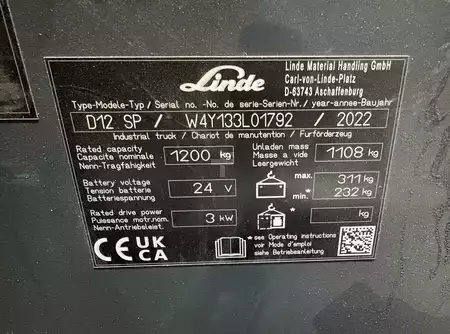 Linde
Linde Material Handling GmbH
Carl-von-Linde-Platz
D-63743 Aschaffenburg
Type-Modele-Typ / Serial no. -No. de serie-Serien-Nr. / year-annee-Baujahr
D12 SP / W4Y133L01792 / 2022
Industrial truck / Chariot de manutention / Furforderzeug
Rated capacity
Capacite nominale
Nenn-Tragfähigkeit
1200 kg
Unladen mass
Masse a vide
Leergewicht
1108 kg
Battery voltage
Tension batterie
Batteriespannung
24 V
max. 311 kg
min.* 232 kg
Rated drive power
Puissance motr.nom.
Nenn-Antriebsleist.
3 kW
* kg
CE UK
CA
* see Operating instructions
voir Mode d'emploi
siehe Betriebsanleitung